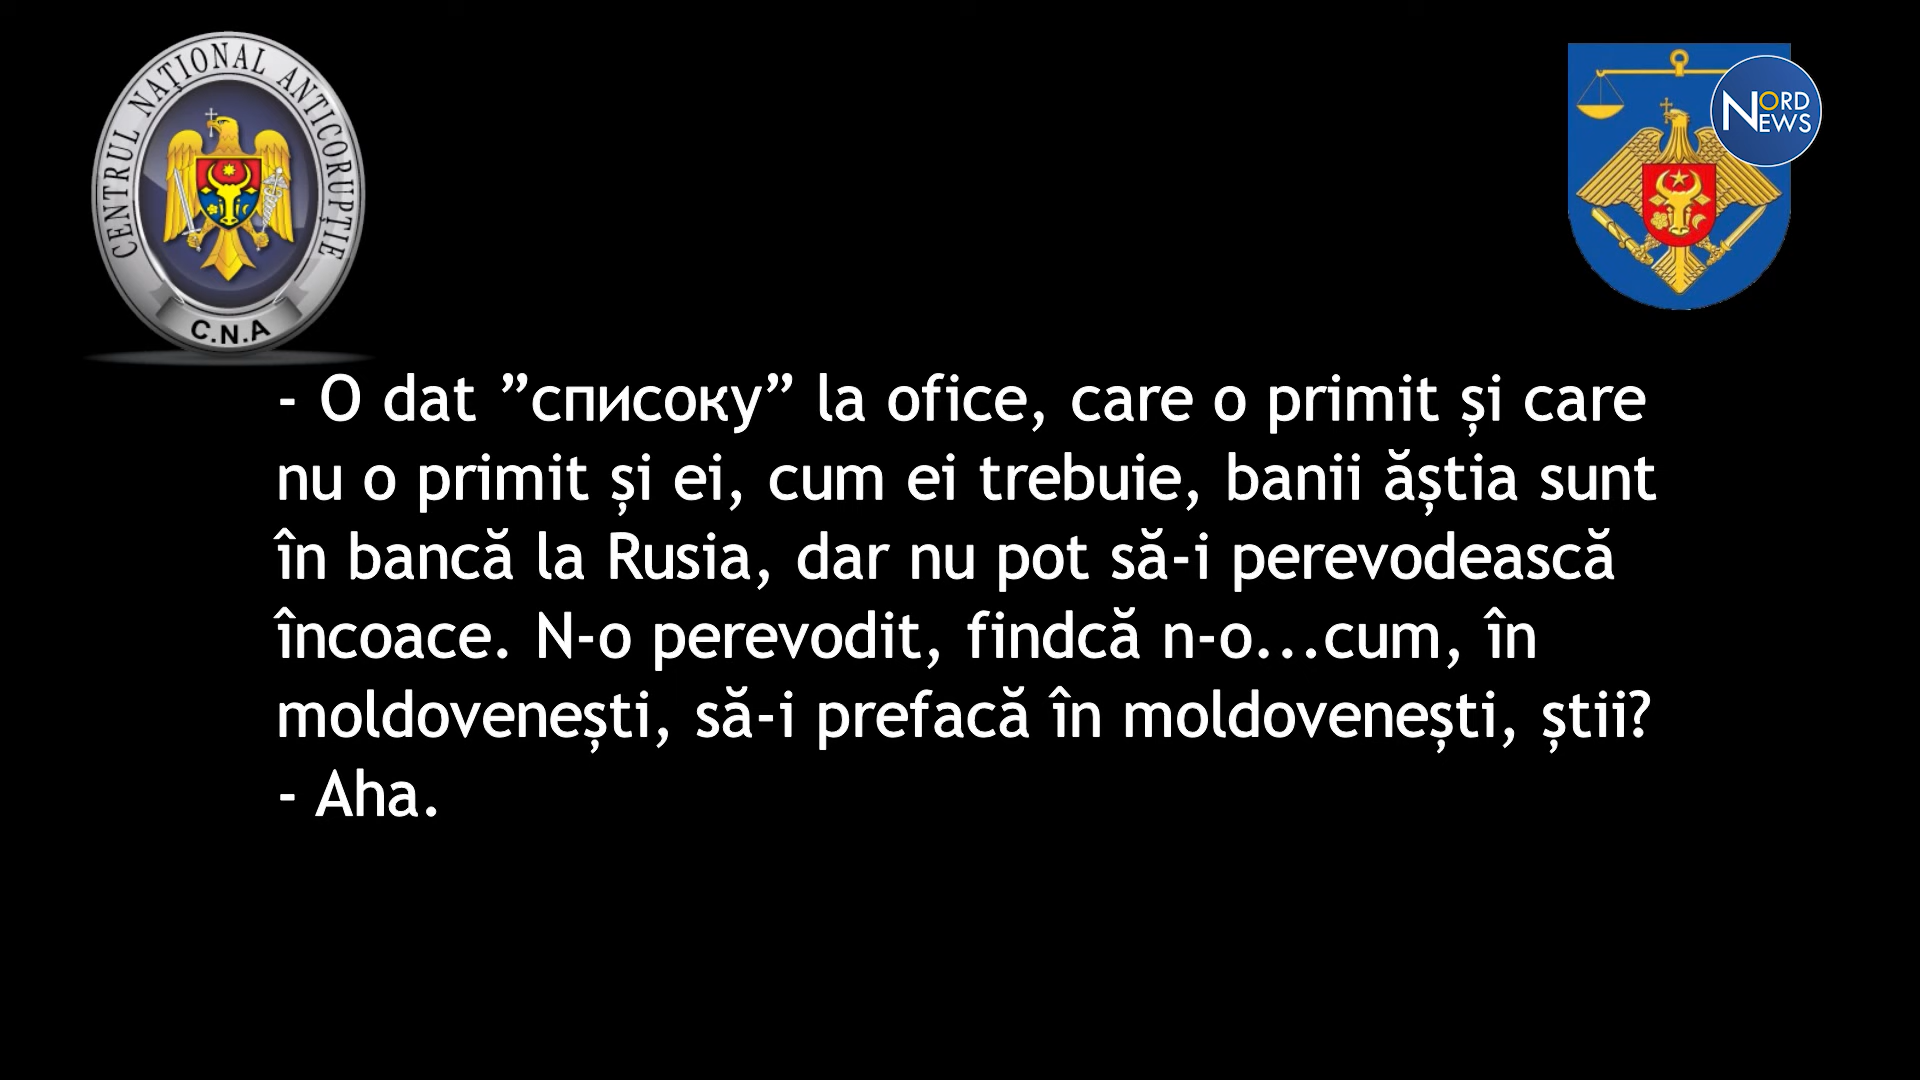 CENTRUL NAȚIONAL ANTICORUPȚIE
C.N.A
NORD
NEWS
- O dat ”списоку” la ofice, care o primit și care
nu o primit și ei, cum ei trebuie, banii ăștia sunt
în bancă la Rusia, dar nu pot să-i perevodească
încoace. N-o perevodit, findcă n-o...cum, în
moldovenești, să-i prefacă în moldovenești, știi?
- Aha.